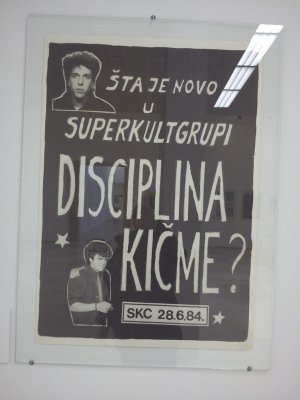 ŠTA JE NOVO
U
SUPERKULTGRUPI
DISCIPLINA
KIČME?
SKC 28.6.84.